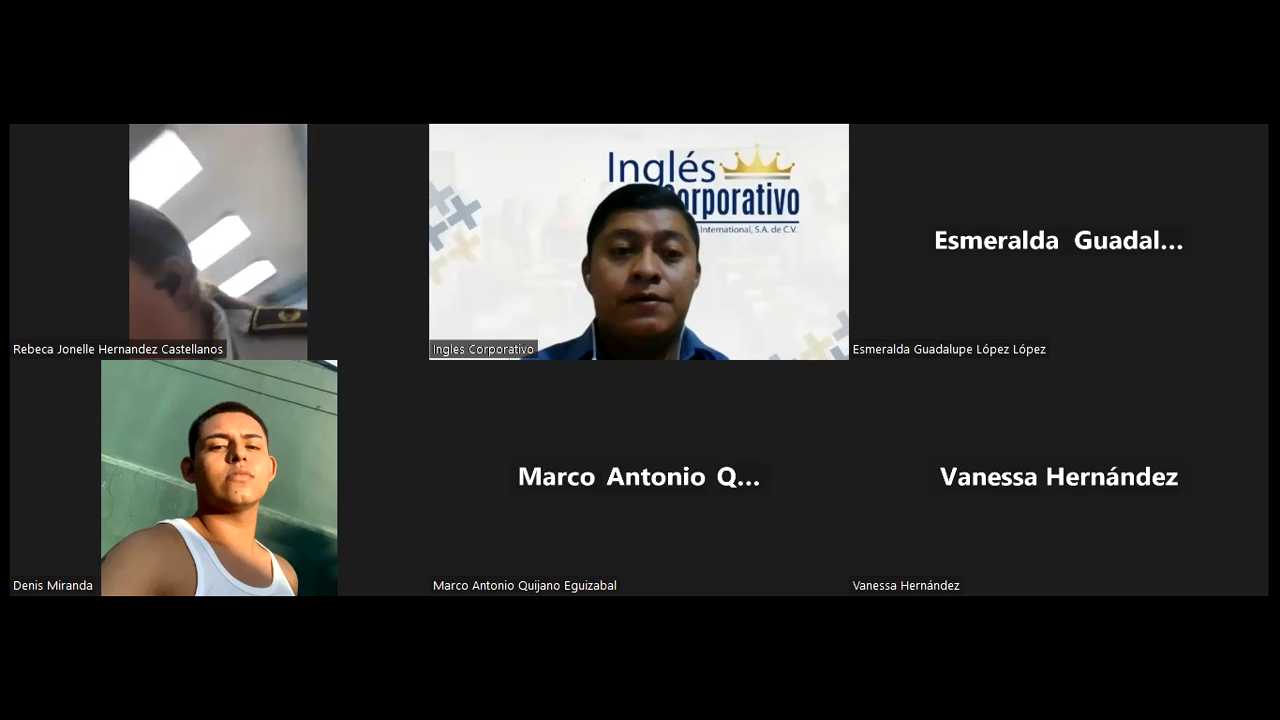 Inglés
Corporativo
International, S.A. de C.V.
Esmeralda Guadal...
Rebeca Jonelle Hernandez Castellanos
Ingles Corporativo
Esmeralda Guadalupe López López
Marco Antonio Q...
Vanessa Hernández
Denis Miranda
Marco Antonio Quijano Eguizabal
Vanessa Hernández